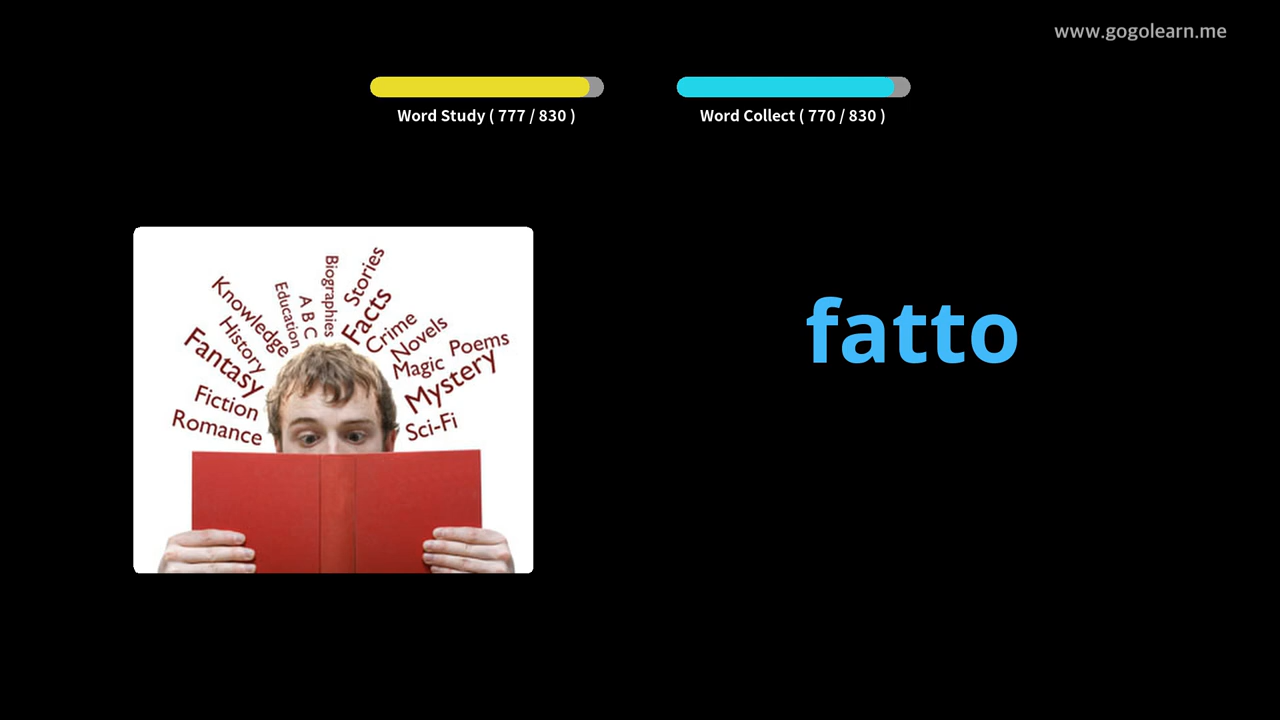 www.gogolearn.me
Word Study ( 777 / 830 )
Word Collect ( 770 / 830 )
Romance
Fiction
Fantasy
History
Knowledge
Education
A B C
Biographies
Stories
Facts
Crime
Novels
Magic
Poems
Mystery
Sci-Fi
fatto